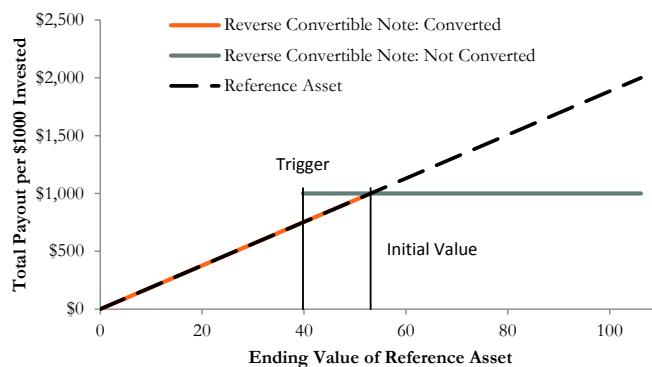 $2,500
Reverse Convertible Note: Converted
Reverse Convertible Note: Not Converted
$2,000
Reference Asset
$1,500
Trigger
$1,000
Initial Value
$500
$0
0 20 40 60 80 100
Total Payout per $1000 Invested
Ending Value of Reference Asset